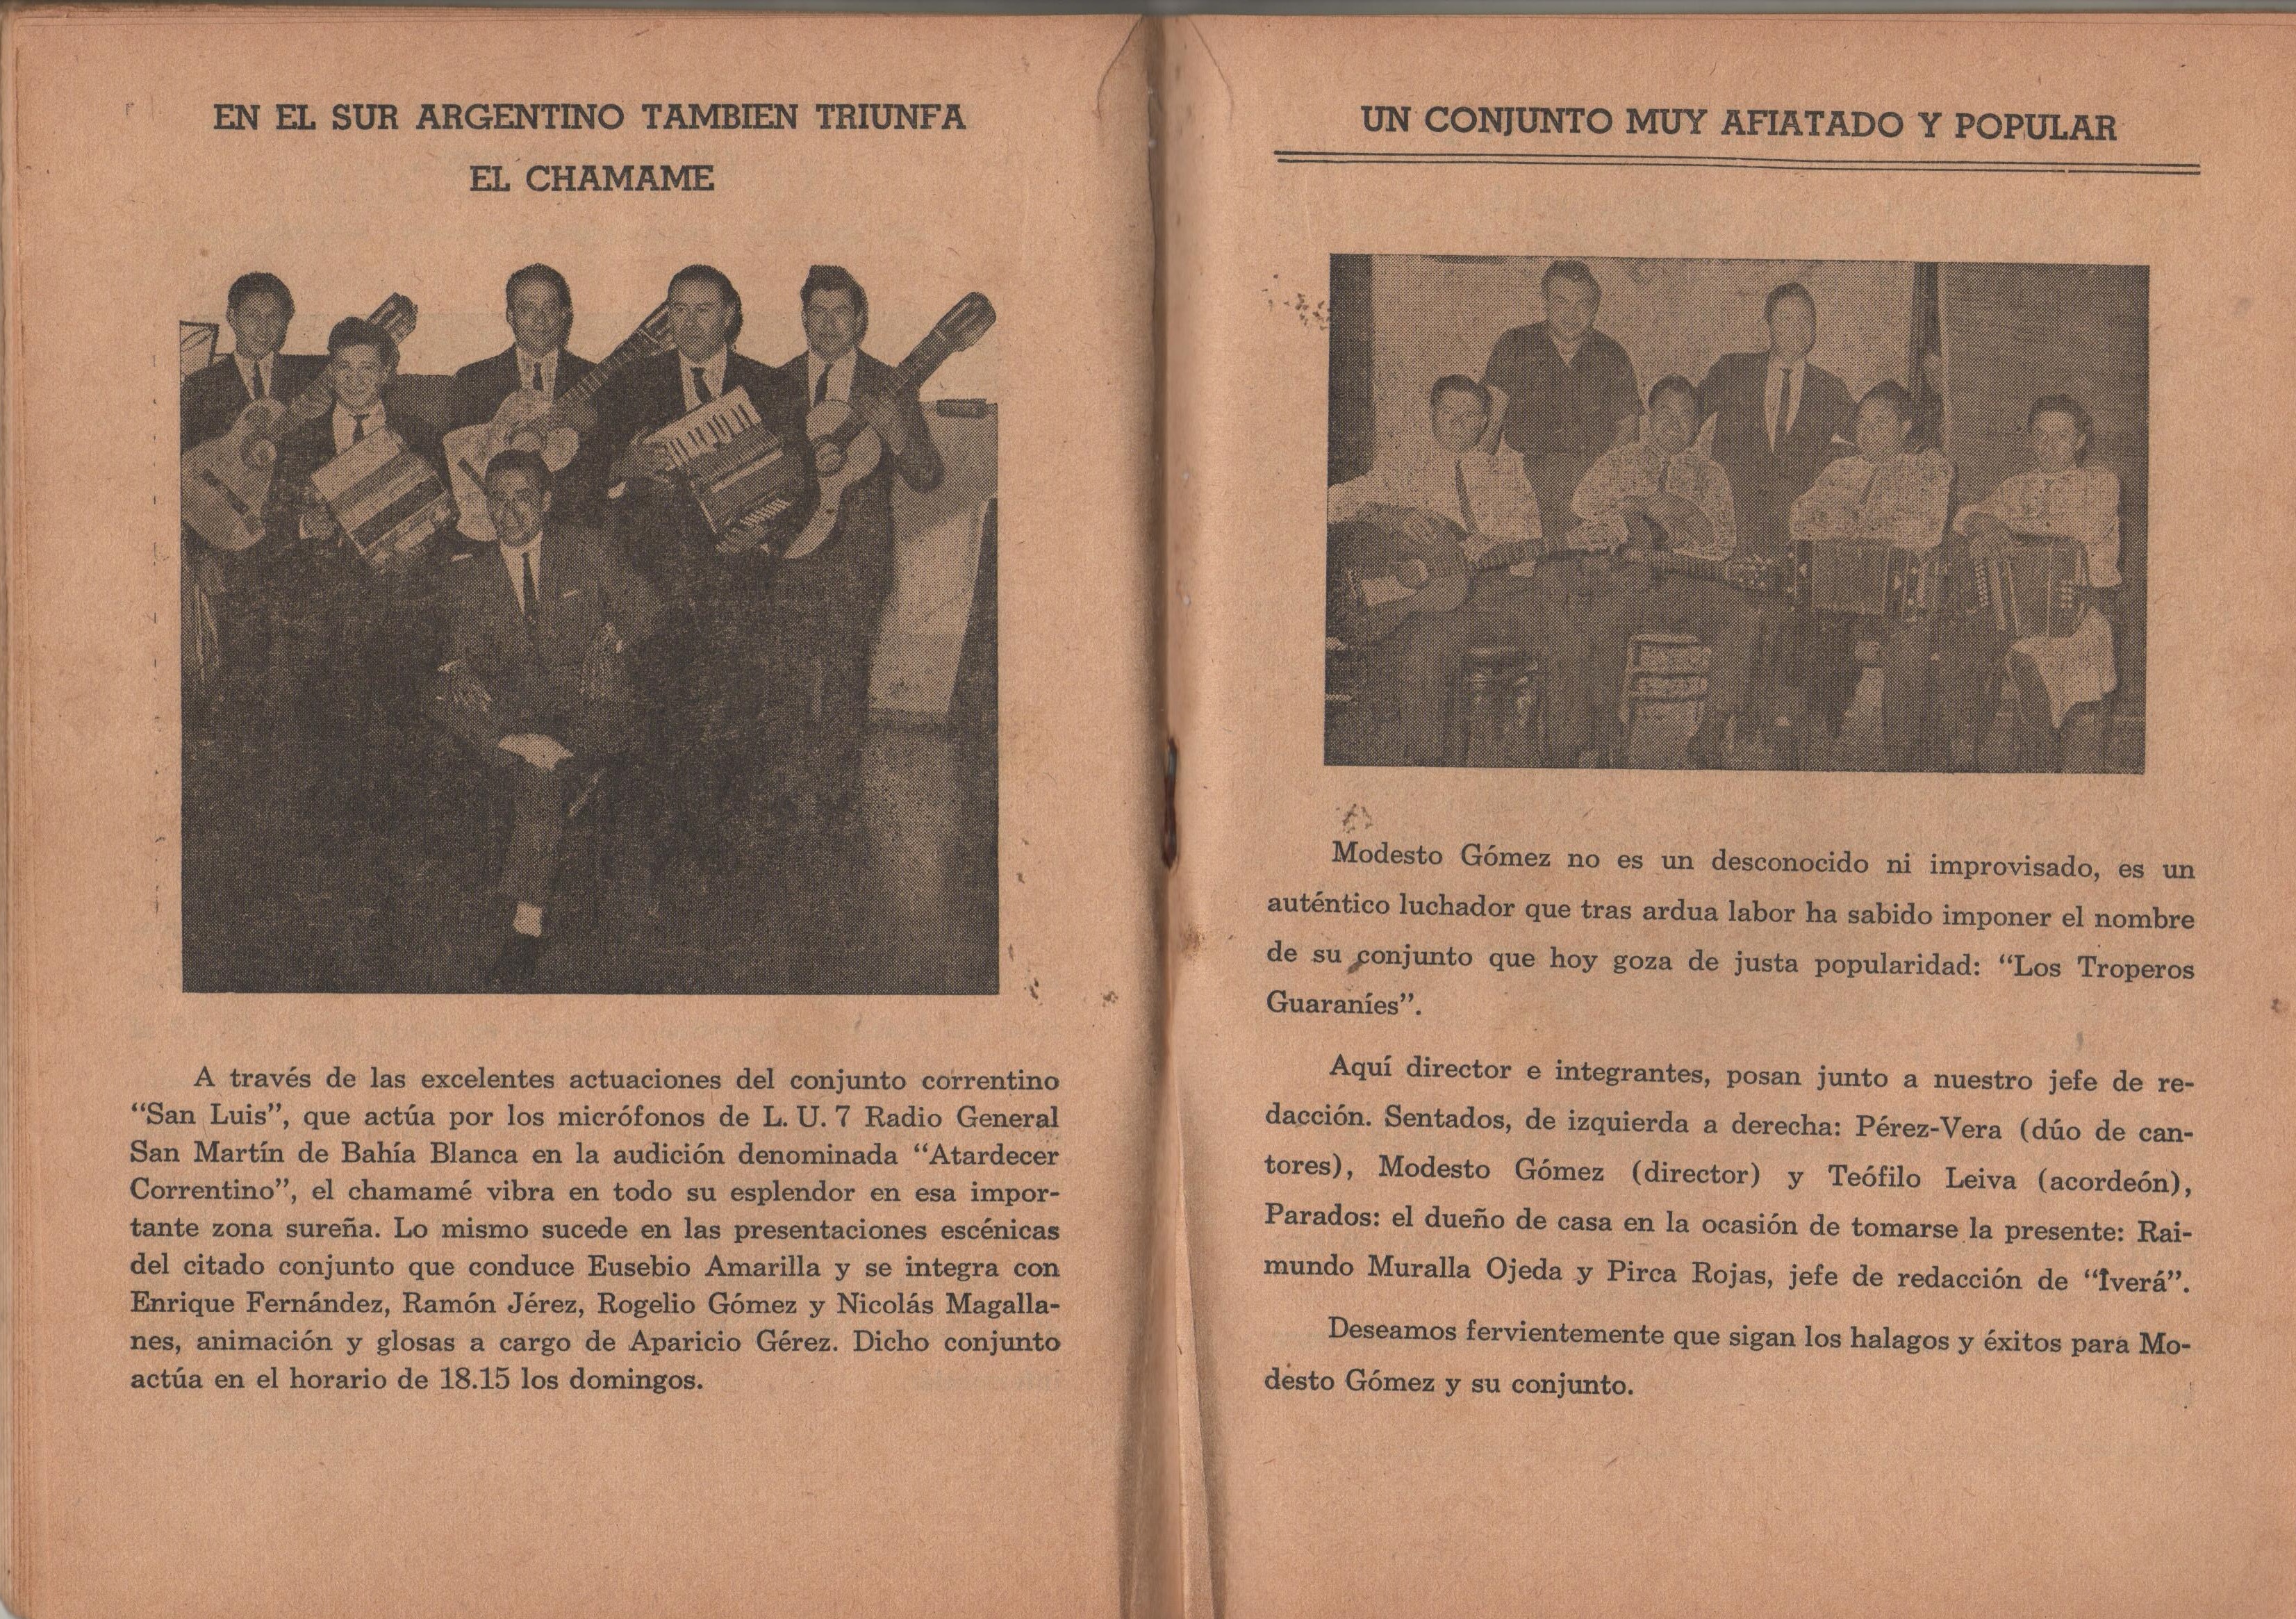 EN EL SUR ARGENTINO TAMBIEN TRIUNFA
EL CHAMAME
A través de las excelentes actuaciones del conjunto correntino
“San Luis”, que actúa por los micrófonos de L. U. 7 Radio General
San Martín de Bahía Blanca en la audición denominada “Atardecer
Correntino”, el chamamé vibra en todo su esplendor en esa impor-
tante zona sureña. Lo mismo sucede en las presentaciones escénicas
del citado conjunto que conduce Eusebio Amarilla y se integra con
Enrique Fernández, Ramón Jérez, Rogelio Gómez y Nicolás Magalla-
nes, animación y glosas a cargo de Aparicio Gérez. Dicho conjunto
actúa en el horario de 18.15 los domingos.
UN CONJUNTO MUY AFIATADO Y POPULAR
Modesto Gómez no es un desconocido ni improvisado, es un
auténtico luchador que tras ardua labor ha sabido imponer el nombre
de su conjunto que hoy goza de justa popularidad: “Los Troperos
Guaraníes”.
Aquí director e integrantes, posan junto a nuestro jefe de re-
dacción. Sentados, de izquierda a derecha: Pérez-Vera (dúo de can-
tores), Modesto Gómez (director) y Teófilo Leiva (acordeón),
Parados: el dueño de casa en la ocasión de tomarse la presente: Rai-
mundo Muralla Ojeda y Pirca Rojas, jefe de redacción de “Iverá”.
Deseamos fervientemente que sigan los halagos y éxitos para Mo-
desto Gómez y su conjunto.